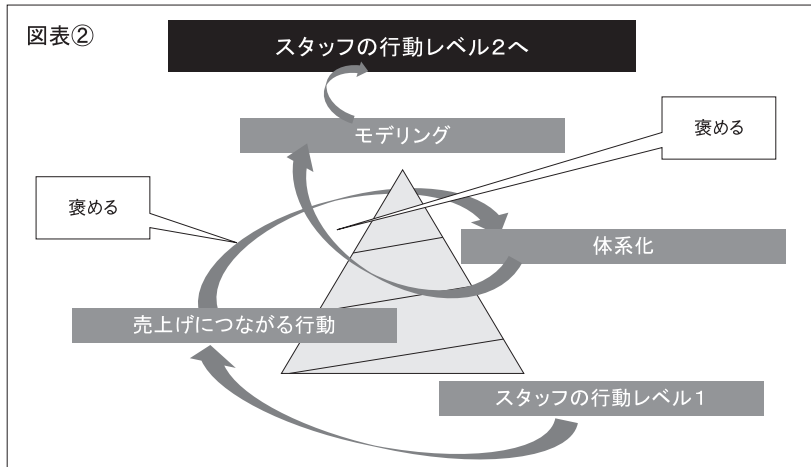 図表②
スタッフの行動レベル2へ
モデリング
褒める
褒める
体系化
売上げにつながる行動
スタッフの行動レベル1